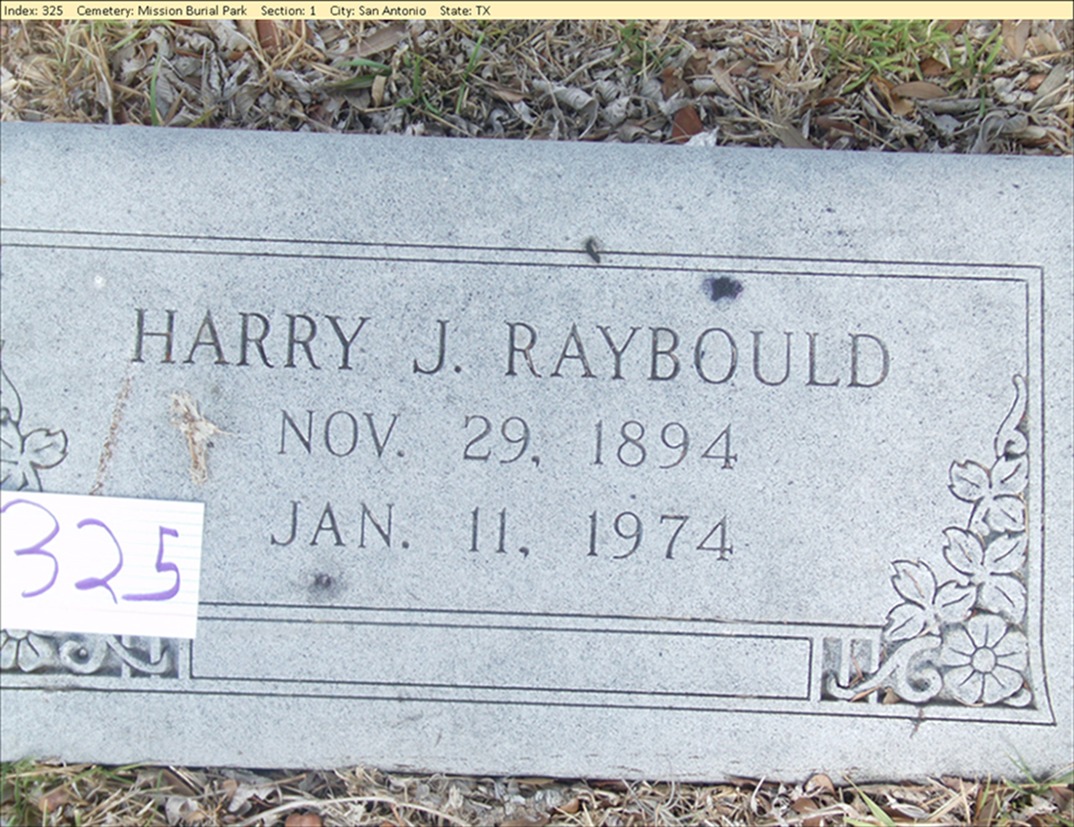 Index: 325 Cemetery: Mission Burial Park Section: 1 City: San Antonio State: TX
HARRY J. RAYBOULD
NOV. 29, 1894
JAN. 11, 1974
325